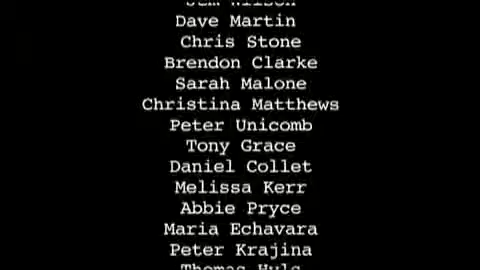 Dave Martin
Chris Stone
Brendon Clarke
Sarah Malone
Christina Matthews
Peter Unicomb
Tony Grace
Daniel Collet
Melissa Kerr
Abbie Pryce
Maria Echavara
Peter Krajina
Thomas